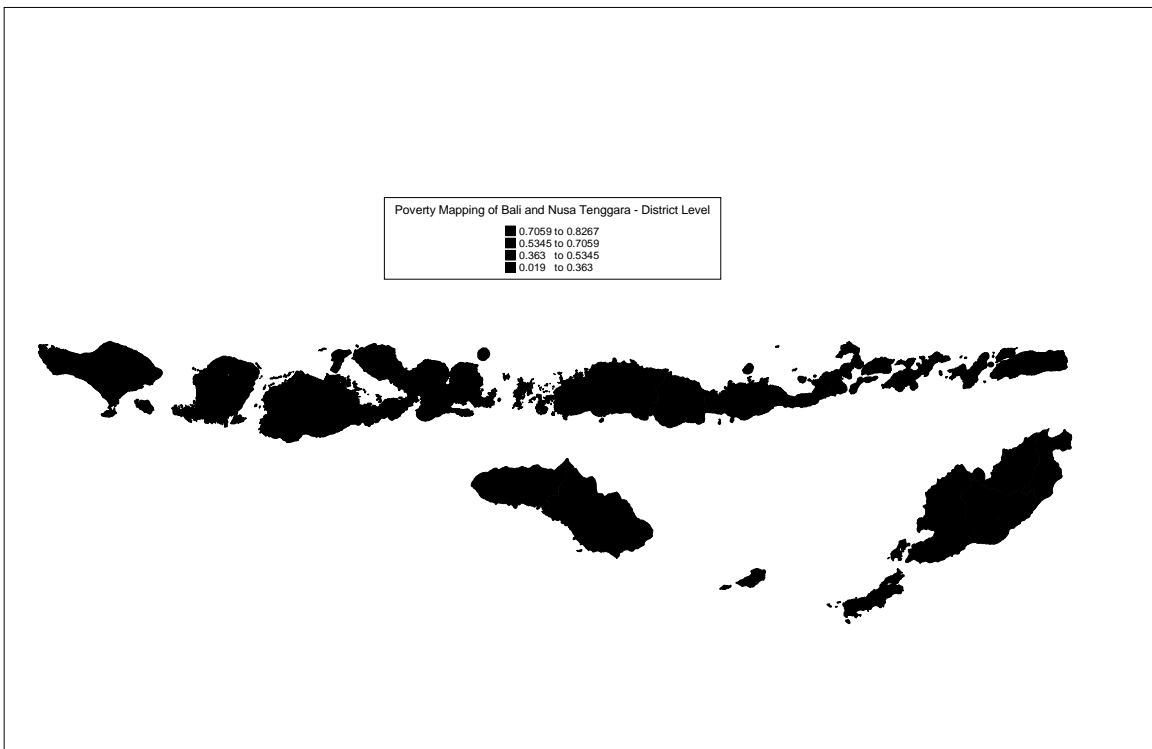 Poverty Mapping of Bali and Nusa Tenggara - District Level
0.7059 to 0.8267
0.5345 to 0.7059
0.363 to 0.5345
0.019 to 0.363